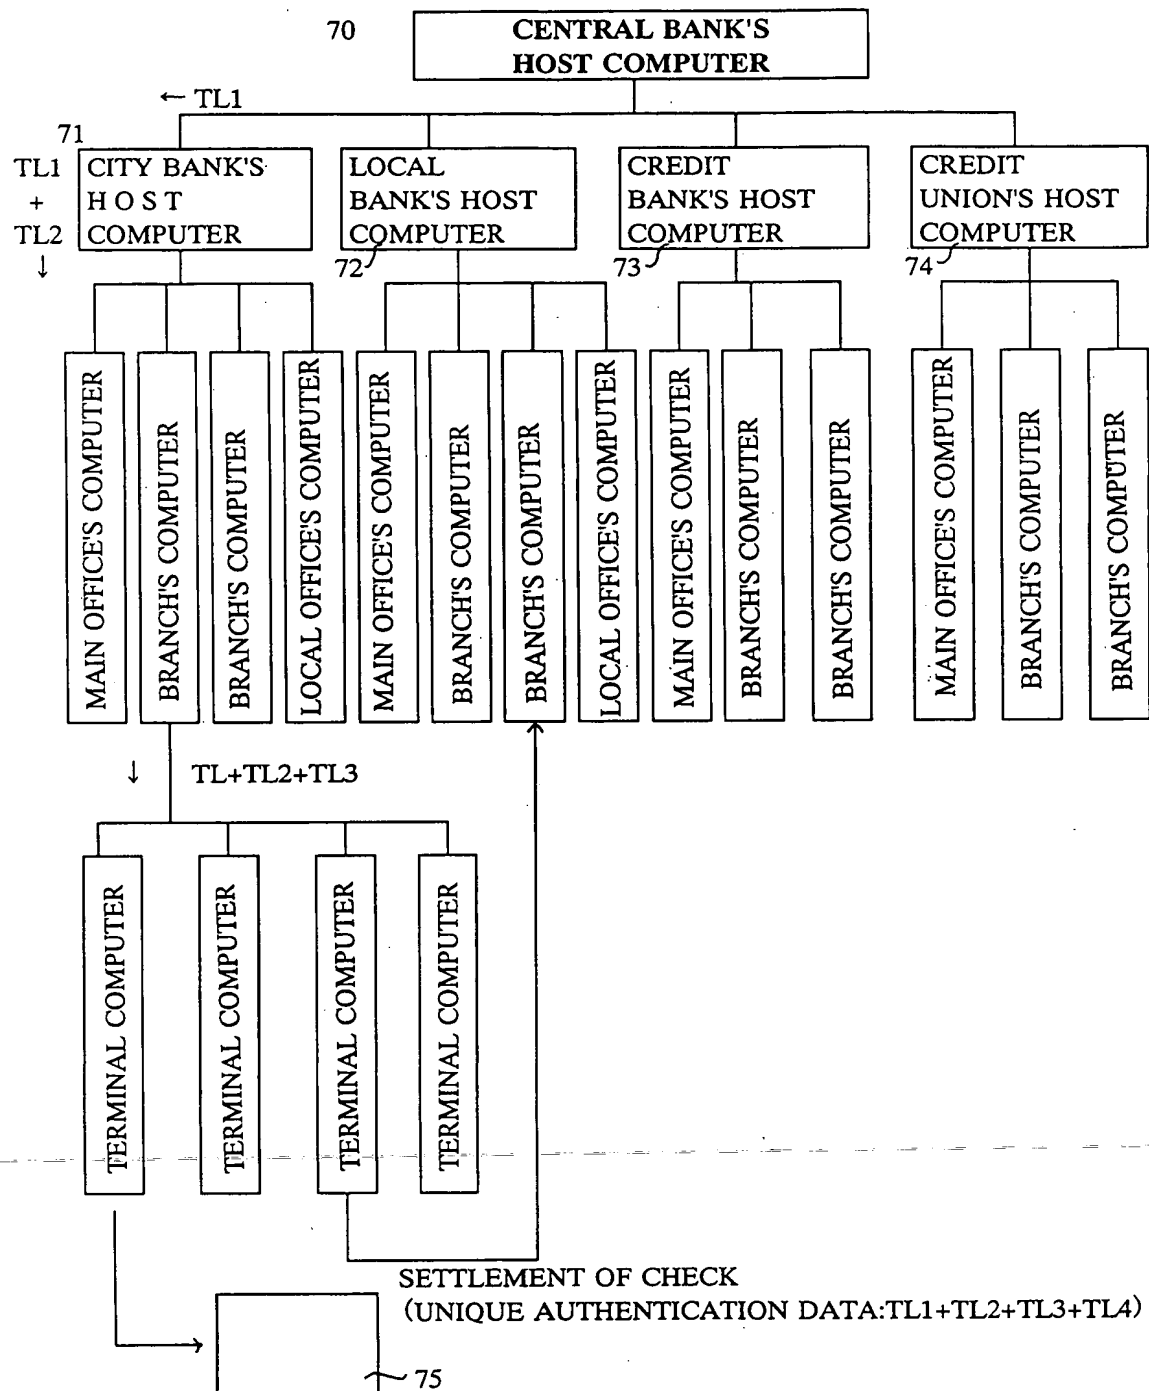 70
CENTRAL BANK'S
HOST COMPUTER
← TL1
71
TL1
+
TL2
↓
CITY BANK'S
HOST
COMPUTER
LOCAL
BANK'S HOST
COMPUTER
72
CREDIT
BANK'S HOST
COMPUTER
73
CREDIT
UNION'S HOST
COMPUTER
74
MAIN OFFICE'S COMPUTER
BRANCH'S COMPUTER
BRANCH'S COMPUTER
LOCAL OFFICE'S COMPUTER
MAIN OFFICE'S COMPUTER
BRANCH'S COMPUTER
BRANCH'S COMPUTER
LOCAL OFFICE'S COMPUTER
MAIN OFFICE'S COMPUTER
BRANCH'S COMPUTER
BRANCH'S COMPUTER
MAIN OFFICE'S COMPUTER
BRANCH'S COMPUTER
BRANCH'S COMPUTER
↓ TL+TL2+TL3
TERMINAL COMPUTER
TERMINAL COMPUTER
TERMINAL COMPUTER
TERMINAL COMPUTER
SETTLEMENT OF CHECK
(UNIQUE AUTHENTICATION DATA:TL1+TL2+TL3+TL4)
75